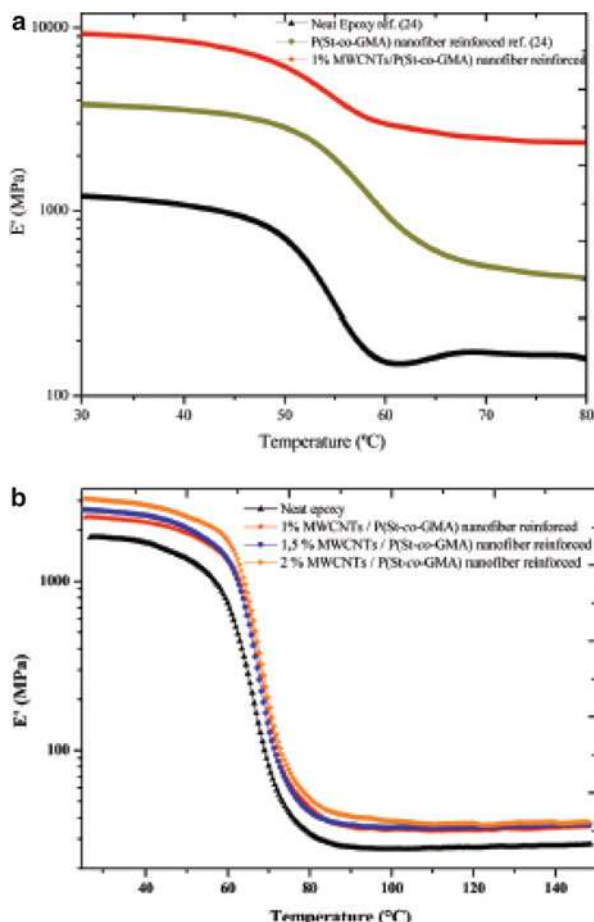 a
Neat Epoxy ref. (24)
P(St-co-GMA) nanofiber reinforced ref. (24)
1% MWCNTs/P(St-co-GMA) nanofiber reinforced
10000
1000
100
E' (MPa)
30 40 50 60 70 80
Temperature (ºC)
b
Neat epoxy
1% MWCNTs / P(St-co-GMA) nanofiber reinforced
1,5 % MWCNTs / P(St-co-GMA) nanofiber reinforced
2 % MWCNTs / P(St-co-GMA) nanofiber reinforced
1000
100
E' (MPa)
40 60 80 100 120 140
Temperature (°C)